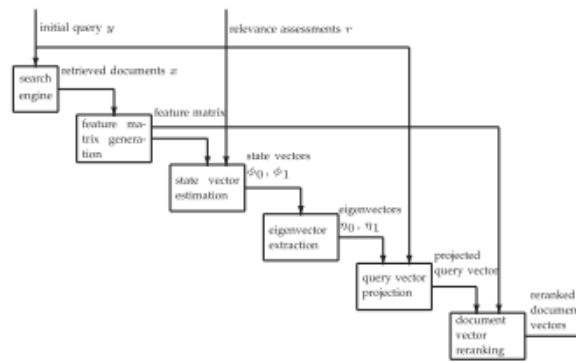 initial query y
relevance assessments r
search
engine
retrieved documents x
feature matrix
feature ma-
trix genera-
tion
state vectors
ϕ0, ϕ1
state vector
estimation
eigenvectors
η0, η1
eigenvector
extraction
projected
query vector
query vector
projection
reranked
document
vectors
document
vector
reranking